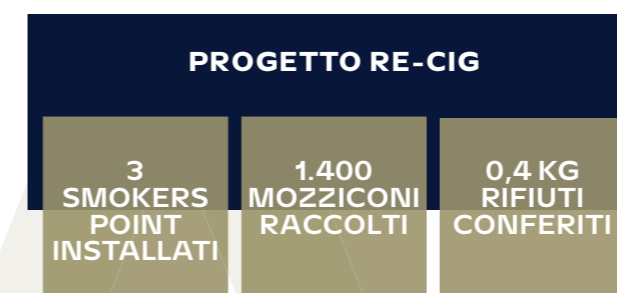 PROGETTO RE-CIG
3
SMOKERS
POINT
INSTALLATI
1.400
MOZZICONI
RACCOLTI
0,4 KG
RIFIUTI
CONFERITI